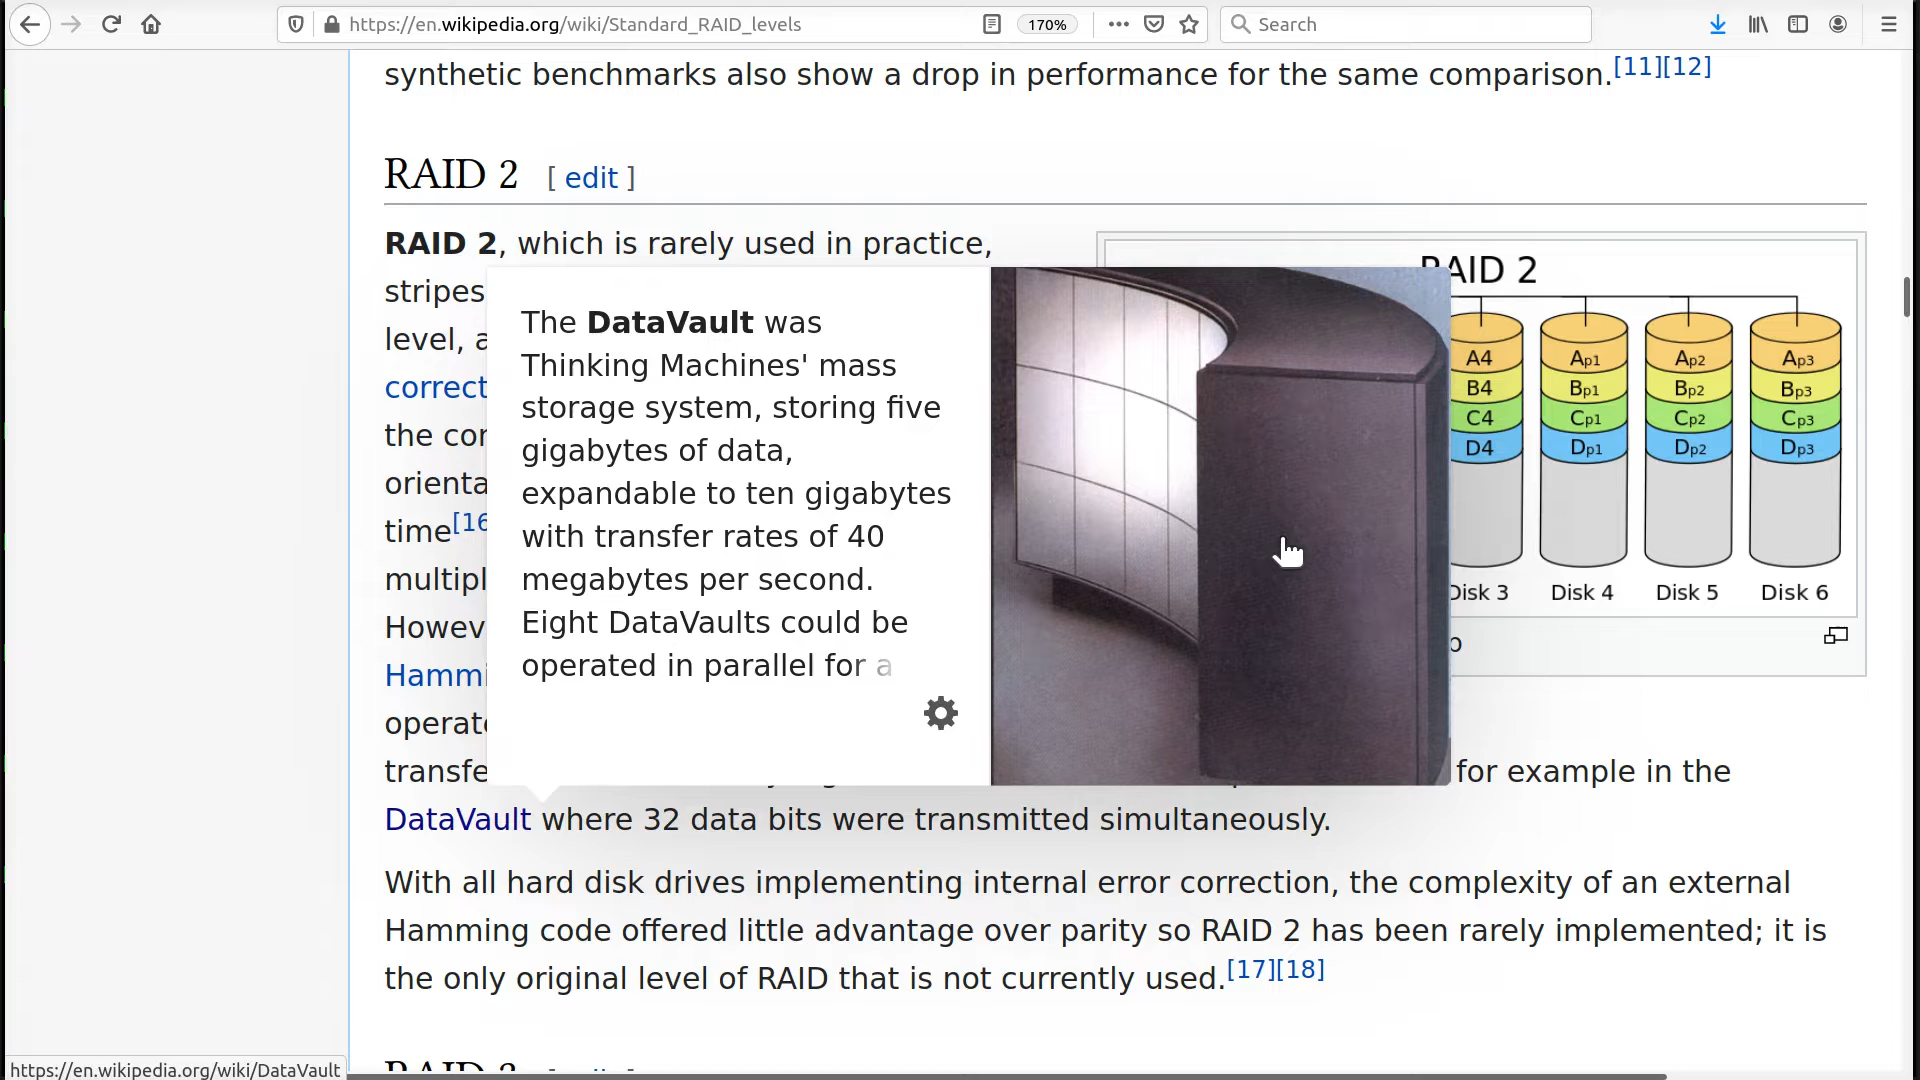 https://en.wikipedia.org/wiki/Standard_RAID_levels
170%
Search
synthetic benchmarks also show a drop in performance for the same comparison.[11][12]
RAID 2 [ edit ]
RAID 2, which is rarely used in practice,
stripes
level, a
correct
the cor
orienta
time[16
multipl
Howev
Hammi
operate
transfe
for example in the
DataVault where 32 data bits were transmitted simultaneously.
The DataVault was
Thinking Machines' mass
storage system, storing five
gigabytes of data,
expandable to ten gigabytes
with transfer rates of 40
megabytes per second.
Eight DataVaults could be
operated in parallel for a
RAID 2
A4 Ap1 Ap2 Ap3
B4 Bp1 Bp2 Bp3
C4 Cp1 Cp2 Cp3
D4 Dp1 Dp2 Dp3
Disk 3 Disk 4 Disk 5 Disk 6
With all hard disk drives implementing internal error correction, the complexity of an external
Hamming code offered little advantage over parity so RAID 2 has been rarely implemented; it is
the only original level of RAID that is not currently used.[17][18]
https://en.wikipedia.org/wiki/DataVault